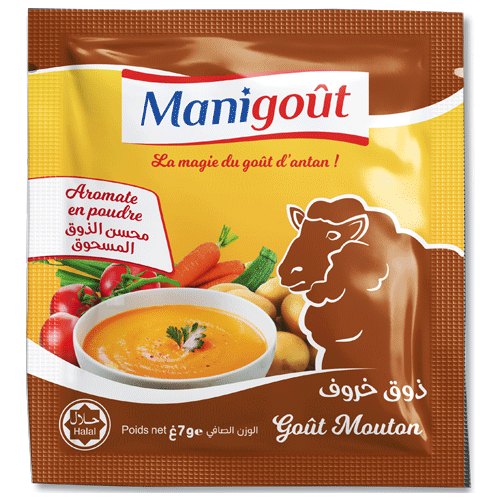 Manigoût
La magie du goût d'antan !
Aromate
en poudre
محسن الذوق
المسحوق
ذوق خروف
Goût Mouton
حلال
Halal
Poids net 7g℮ غ الوزن الصافي